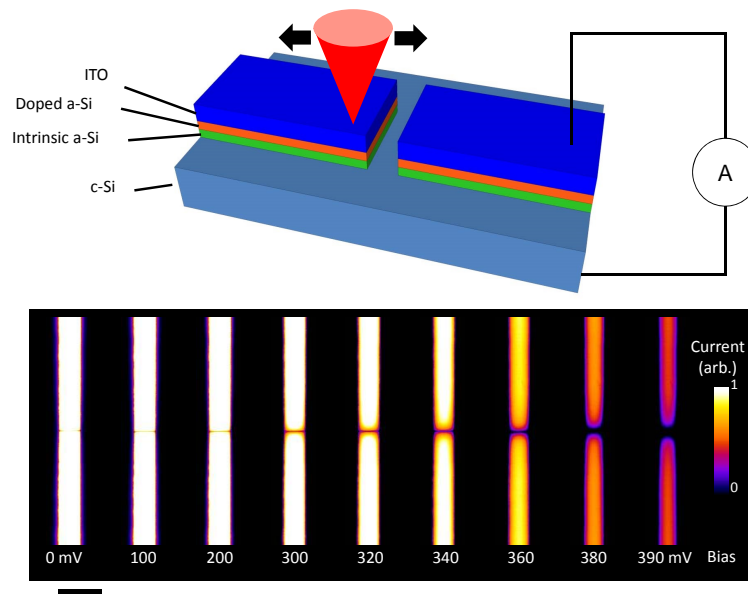 ITO
Doped a-Si
Intrinsic a-Si
c-Si
A
Current
(arb.)
1
0
0 mV 100 200 300 320 340 360 380 390 mV Bias